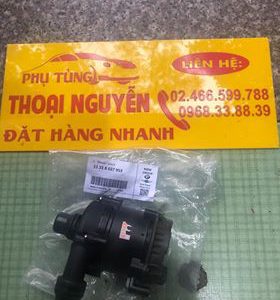 LIÊN HỆ:
PHỤ TÙNG
THOẠI NGUYỄN
02.466.599.788
0968.33.88.39
ĐẶT HÀNG NHANH